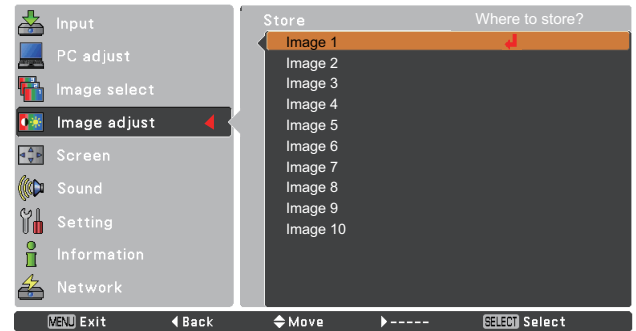 Input
PC adjust
Image select
Image adjust
Screen
Sound
Setting
Information
Network
Store Where to store?
Image 1
Image 2
Image 3
Image 4
Image 5
Image 6
Image 7
Image 8
Image 9
Image 10
MENU Exit Back Move ----- SELECT Select